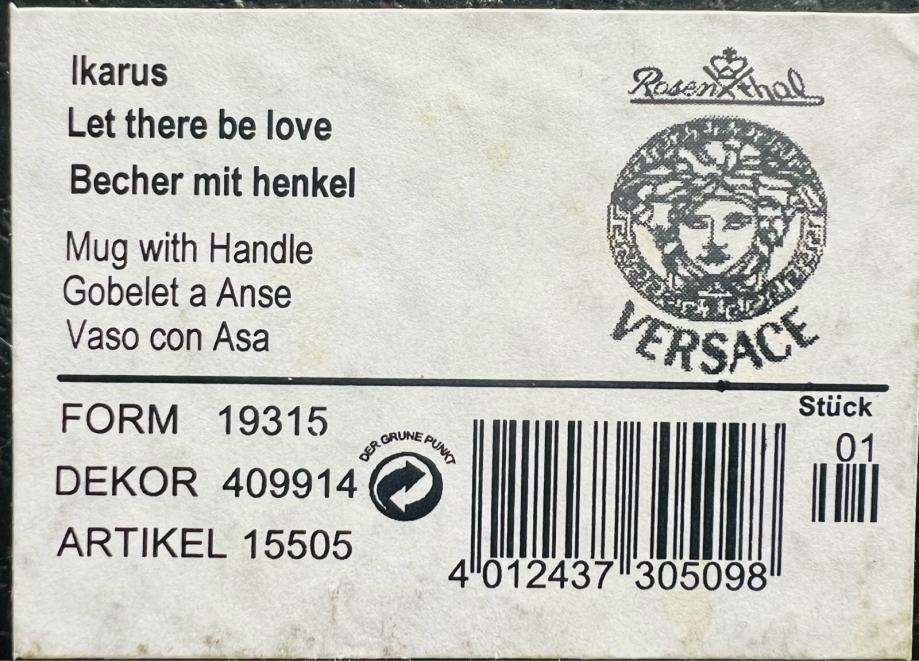 Ikarus
Let there be love
Becher mit henkel
Mug with Handle
Gobelet a Anse
Vaso con Asa
Rosenthal
VERSACE
FORM 19315
DEKOR 409914
ARTIKEL 15505
DER GRUNE PUNKT
Stück
01
4 012437 305098